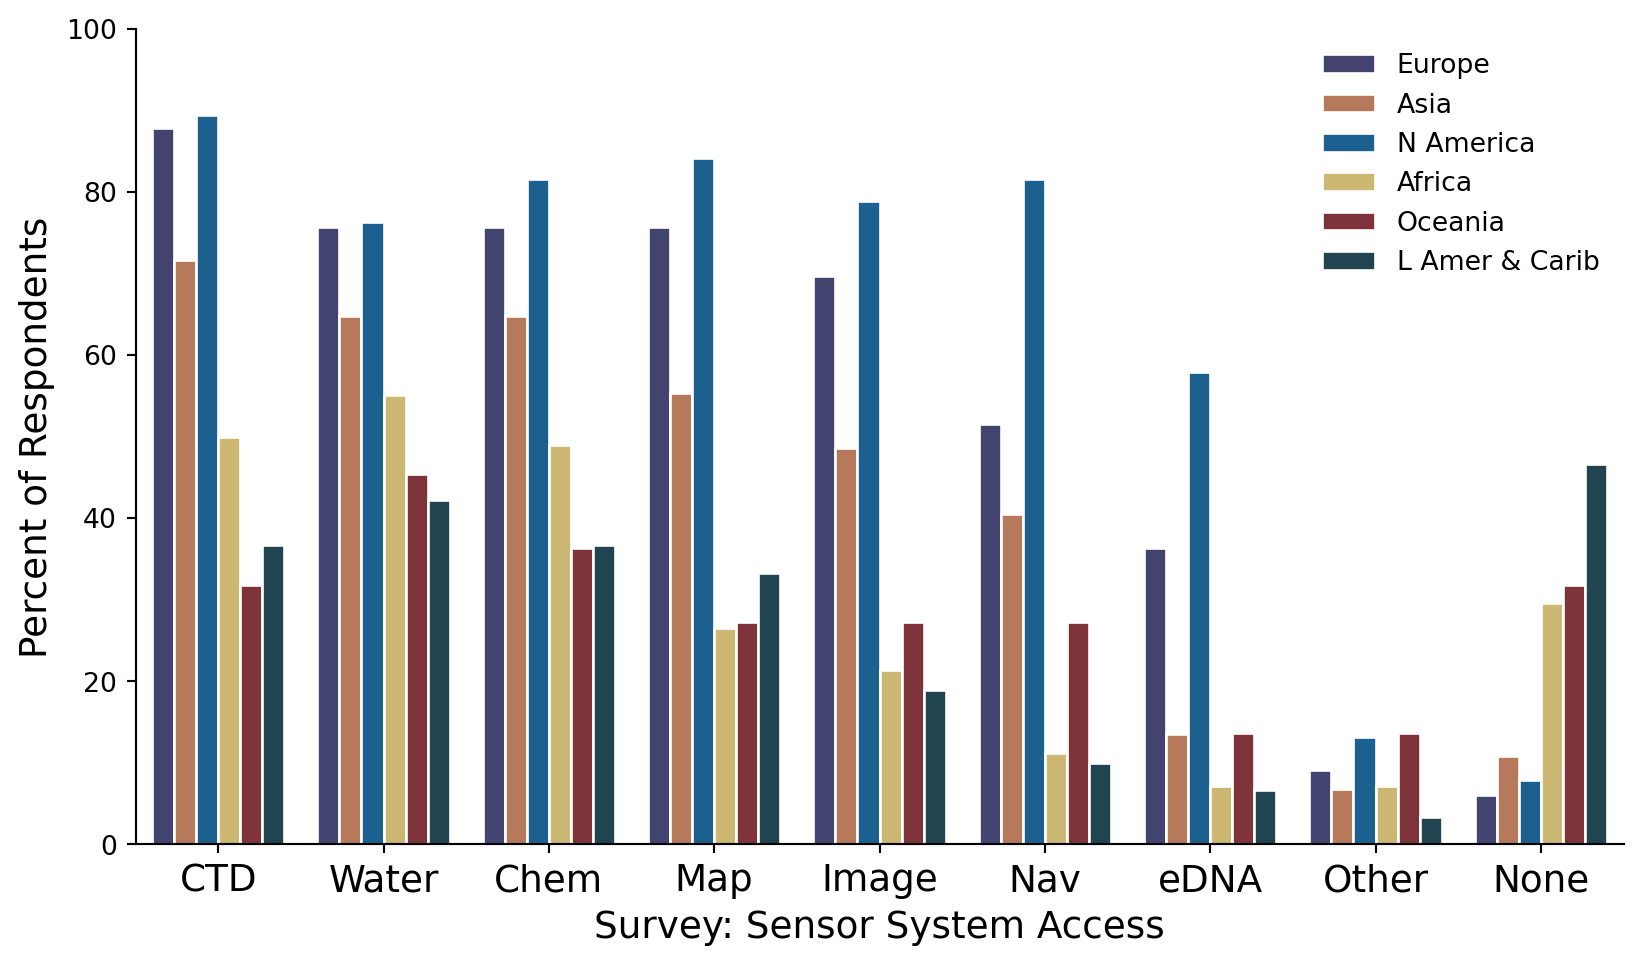 100
80
60
40
20
0
Percent of Respondents
Europe
Asia
N America
Africa
Oceania
L Amer & Carib
CTD Water Chem Map Image Nav eDNA Other None
Survey: Sensor System Access